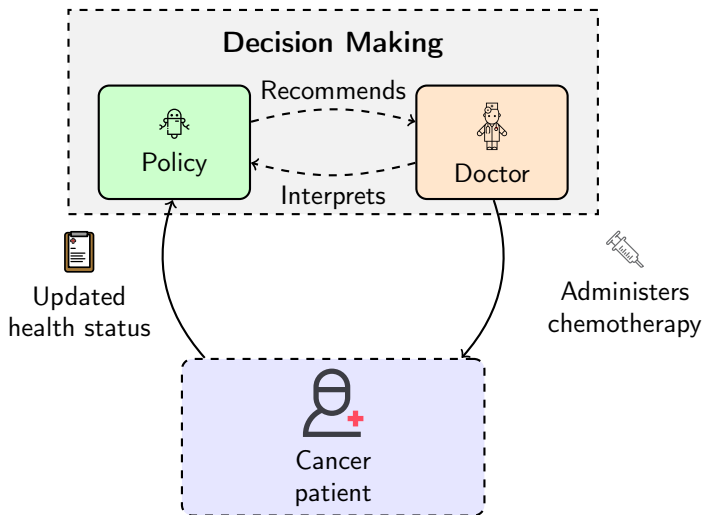 Decision Making
Recommends
Policy
Doctor
Interprets
Updated
health status
Administers
chemotherapy
Cancer
patient